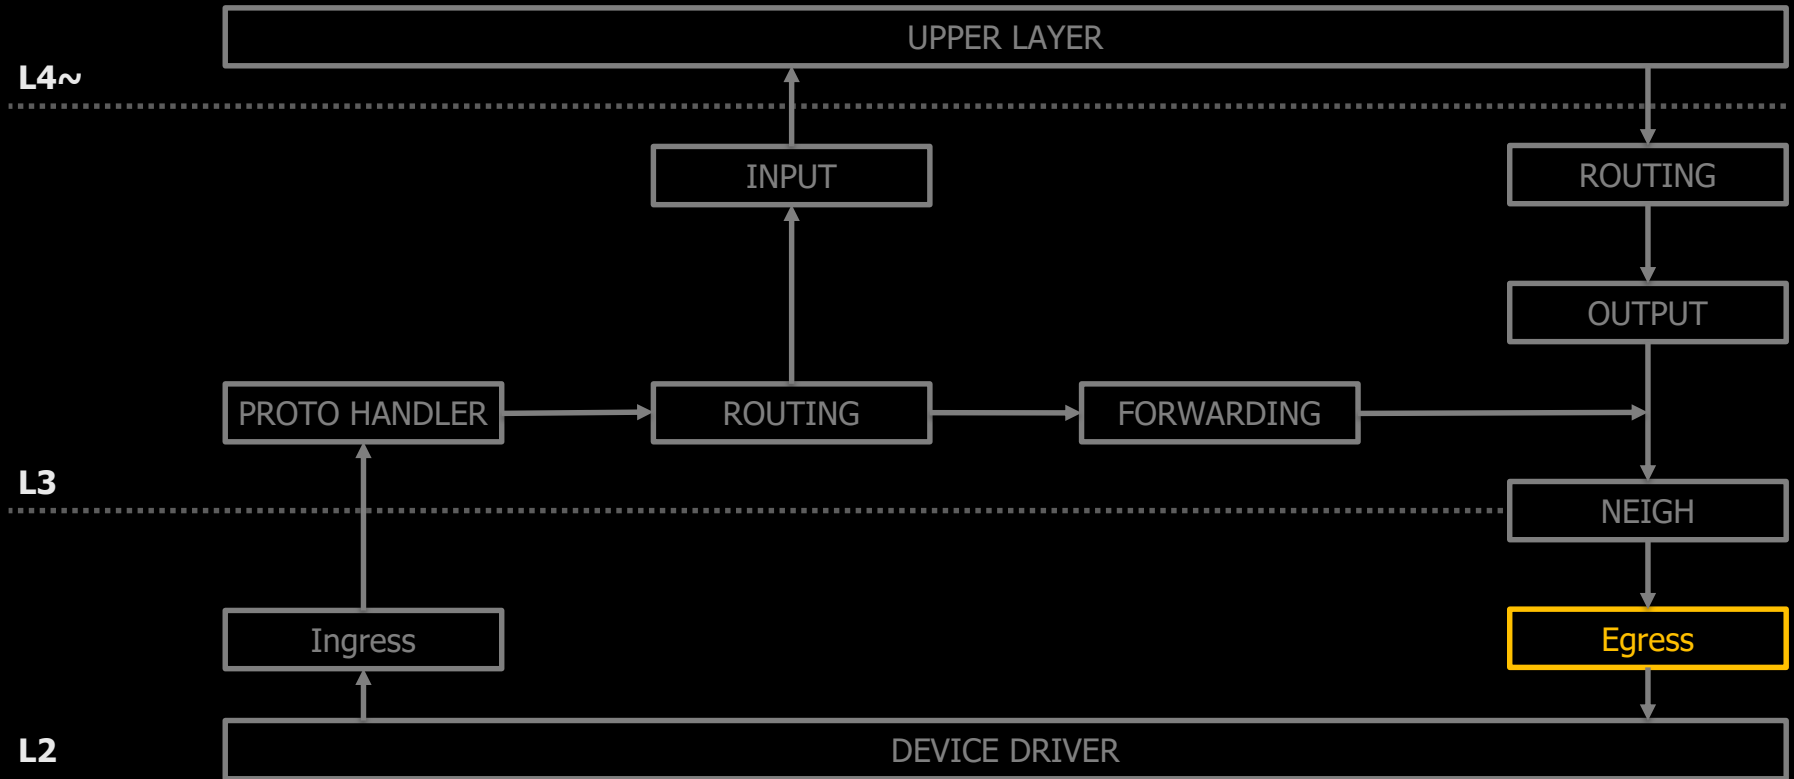 UPPER LAYER
L4~
INPUT
ROUTING
OUTPUT
PROTO HANDLER
ROUTING
FORWARDING
L3
NEIGH
Ingress
Egress
L2
DEVICE DRIVER